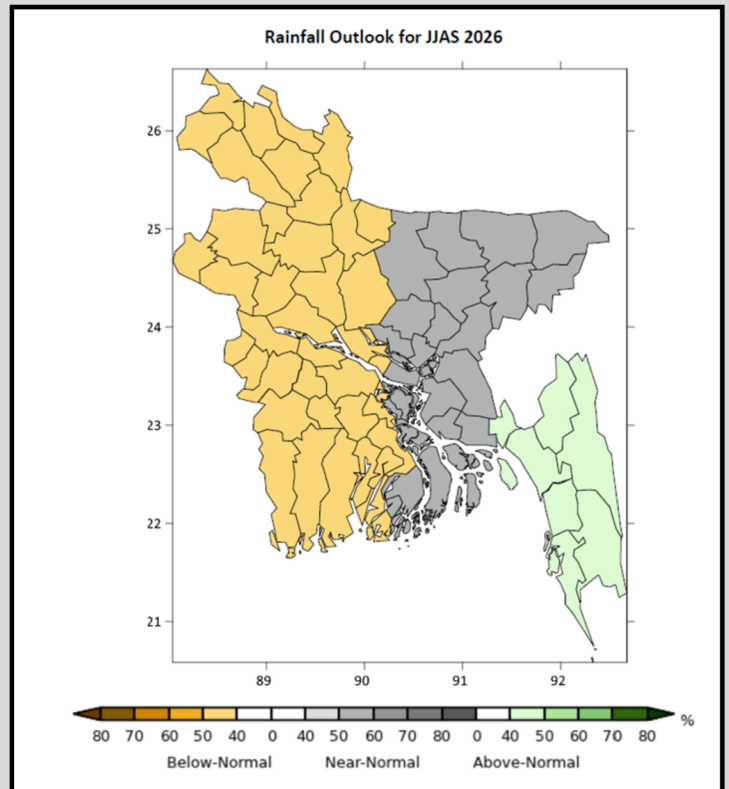 Rainfall Outlook for JJAS 2026
26
25
24
23
22
21
89 90 91 92
80 70 60 50 40 0 40 50 60 70 80 0 40 50 60 70 80 %
Below-Normal Near-Normal Above-Normal